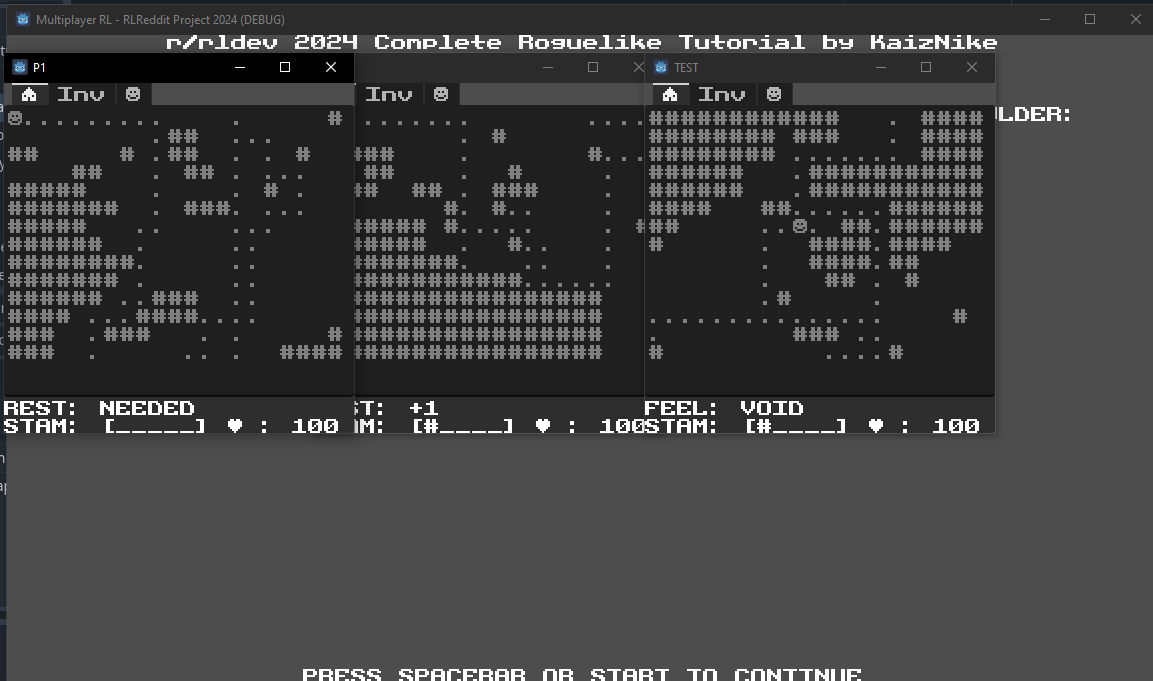 Multiplayer RL - RLReddit Project 2024 (DEBUG)
r/rldev 2024 Complete Roguelike Tutorial by KaizNike
P1
TEST
Inv
Inv
Inv
LDER:
REST: NEEDED
STAM: [_____] ♥ : 100
ST: +1
AM: [#____] ♥ : 100
FEEL: VOID
STAM: [#____] ♥ : 100
PRESS SPACEBAR OR START TO CONTINUE